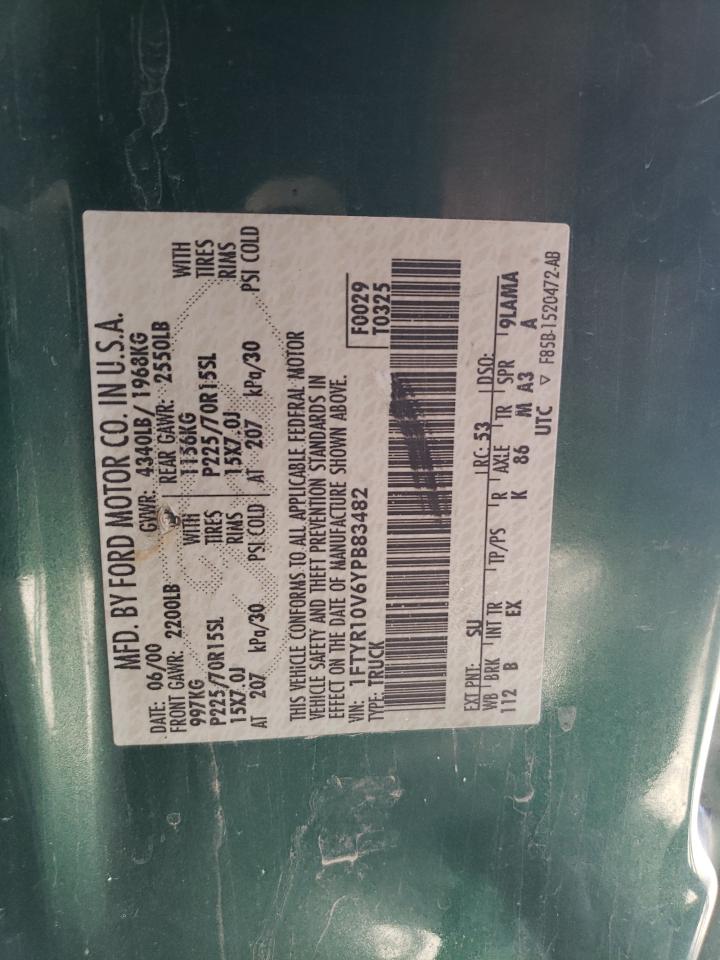 MFD. BY FORD MOTOR CO. IN U.S.A.
DATE: 06/00 GVWR: 4340LB/ 1968KG
FRONT GAWR: 2200LB REAR GAWR: 2550LB
997KG WITH 1156KG WITH
P225/70R15SL TIRES P225/70R15SL TIRES
15X7.0J RIMS 15X7.0J RIMS
AT 207 kPa/30 PSI COLD AT 207 kPa/30 PSI COLD
THIS VEHICLE CONFORMS TO ALL APPLICABLE FEDERAL MOTOR
VEHICLE SAFETY AND THEFT PREVENTION STANDARDS IN
EFFECT ON THE DATE OF MANUFACTURE SHOWN ABOVE.
VIN: 1FTYR10V6YPB83482 F0029
TYPE: TRUCK T0325
EXT PNT: SU RC: 53 DSO:
WB BRK INT TR TP/PS R AXLE TR SPR 9LAMA
112 B EX K 86 M A3 A
UTC ▽ F85B-1520472-AB